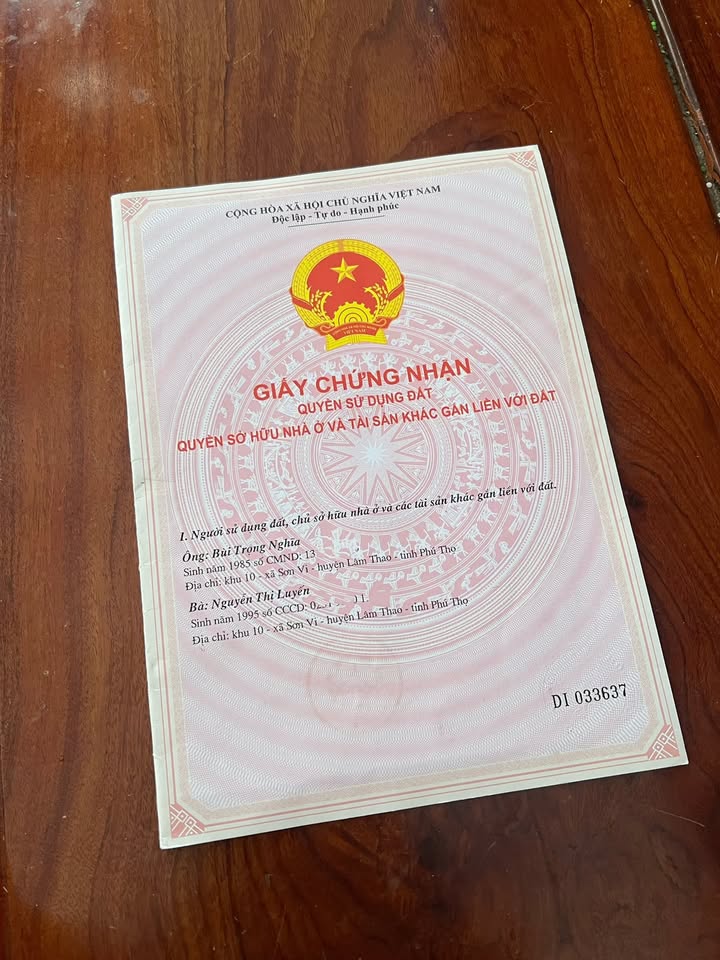 CỘNG HÒA XÃ HỘI CHỦ NGHĨA VIỆT NAM
Độc lập - Tự do - Hạnh phúc
VIỆT NAM
GIẤY CHỨNG NHẬN
QUYỀN SỬ DỤNG ĐẤT
QUYỀN SỞ HỮU NHÀ Ở VÀ TÀI SẢN KHÁC GẮN LIỀN VỚI ĐẤT
I. Người sử dụng đất, chủ sở hữu nhà ở và các tài sản khác gắn liền với đất.
Ông: Bùi Trọng Nghĩa
Sinh năm 1985 số CMND: 13
Địa chỉ: khu 10 - xã Sơn Vi - huyện Lâm Thao - tỉnh Phú Thọ
Bà: Nguyễn Thị Luyến
Sinh năm 1995 số CCCD: 0
Địa chỉ: khu 10 - xã Sơn Vi - huyện Lâm Thao - tỉnh Phú Thọ
DI 033637